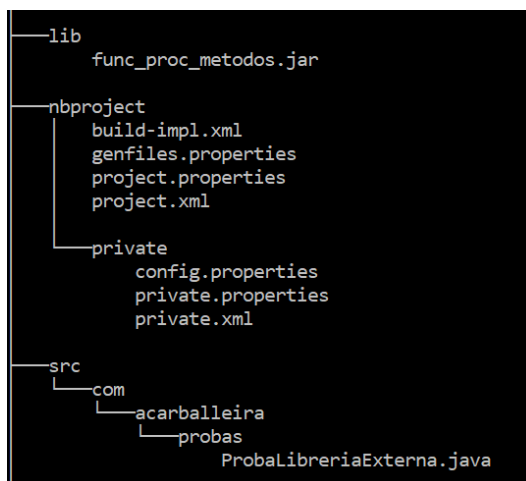 lib
func_proc_metodos.jar
nbproject
build-impl.xml
genfiles.properties
project.properties
project.xml
private
config.properties
private.properties
private.xml
src
com
acarballeira
probas
ProbaLibreriaExterna.java